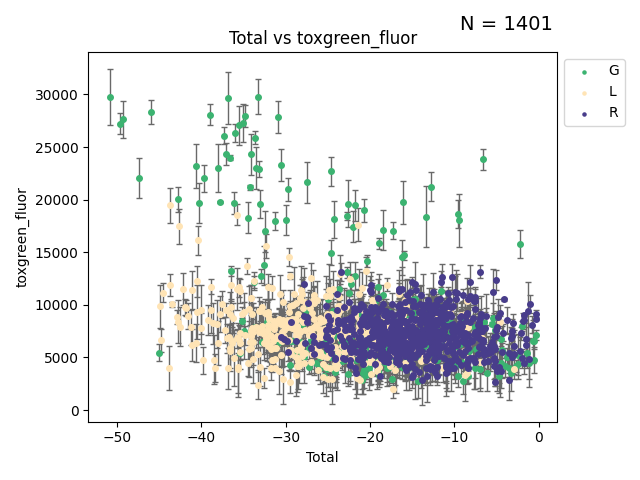 N = 1401
Total vs toxgreen_fluor
G
L
R
toxgreen_fluor
30000
25000
20000
15000
10000
5000
0
−50
−40
−30
−20
−10
0
Total